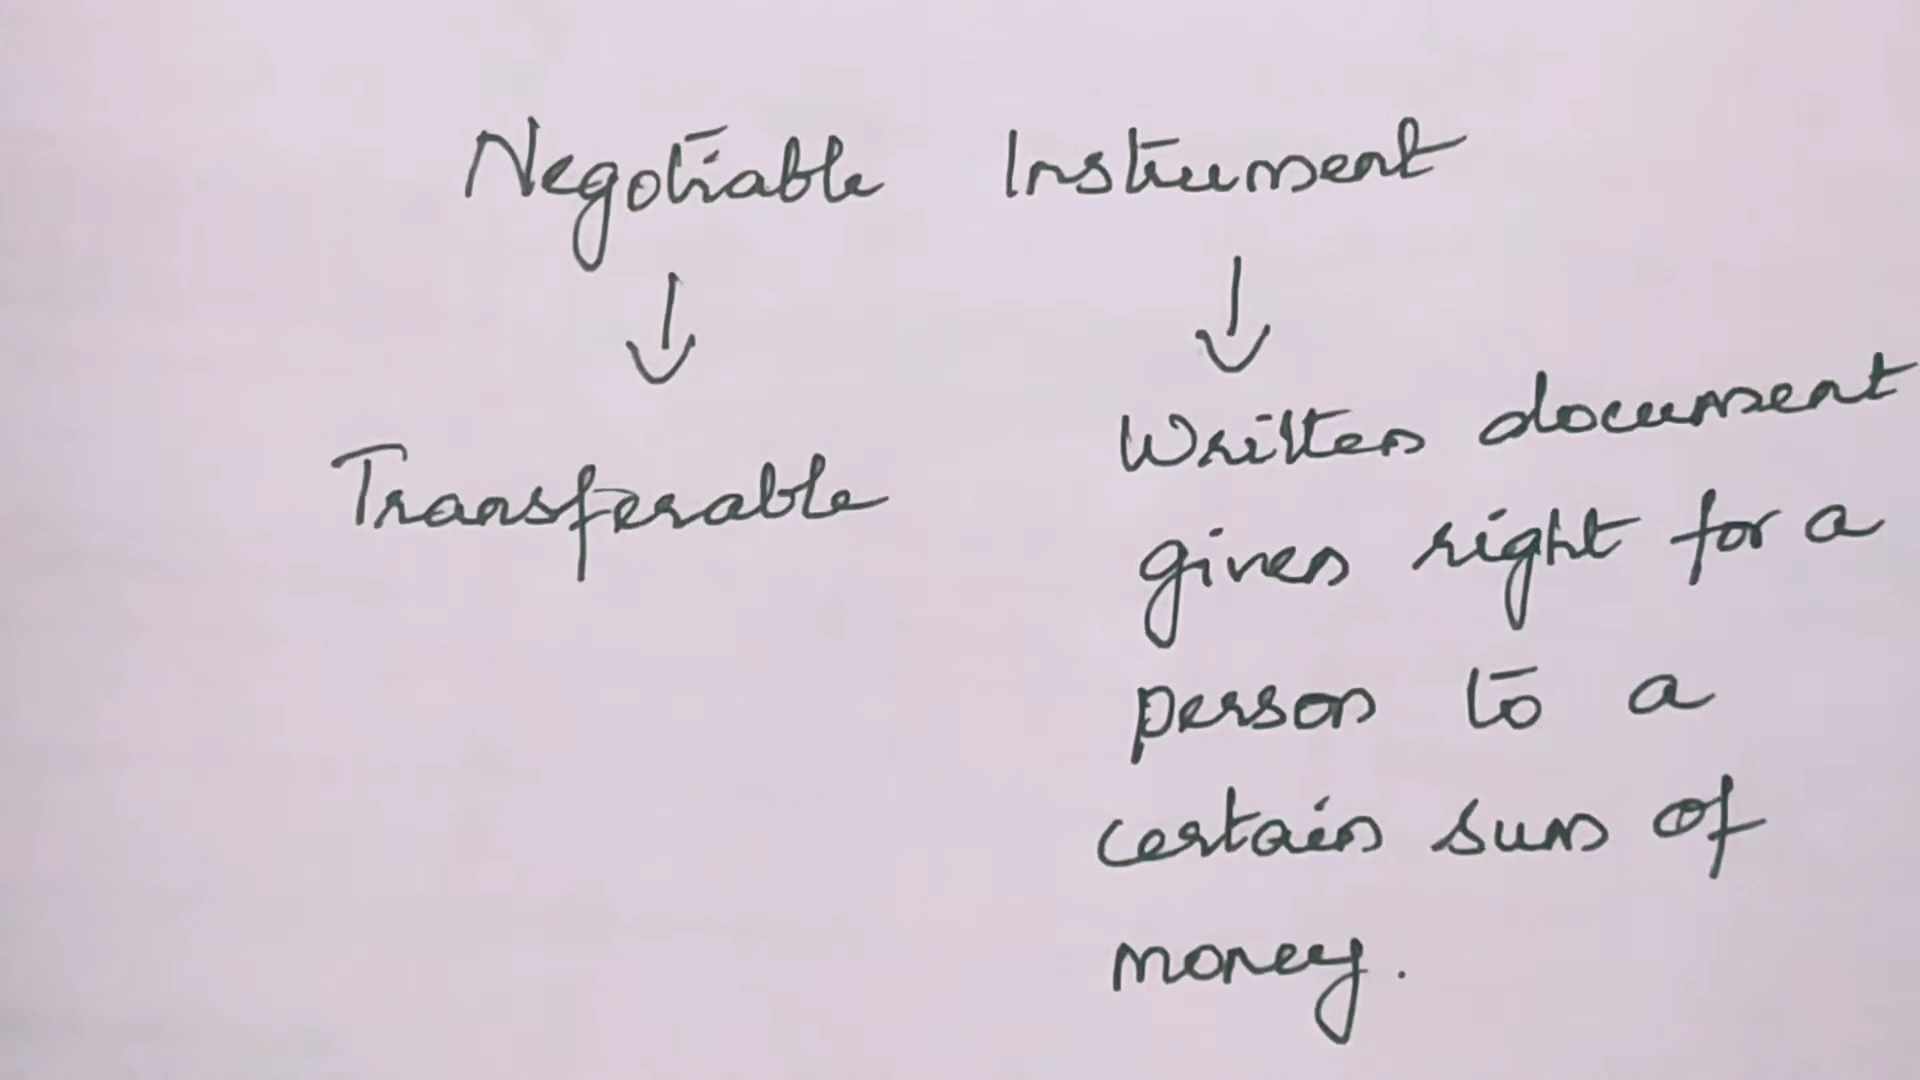 Negotiable Instrument
Transferable
Written document
given right for a
person to a
certain sum of
money.